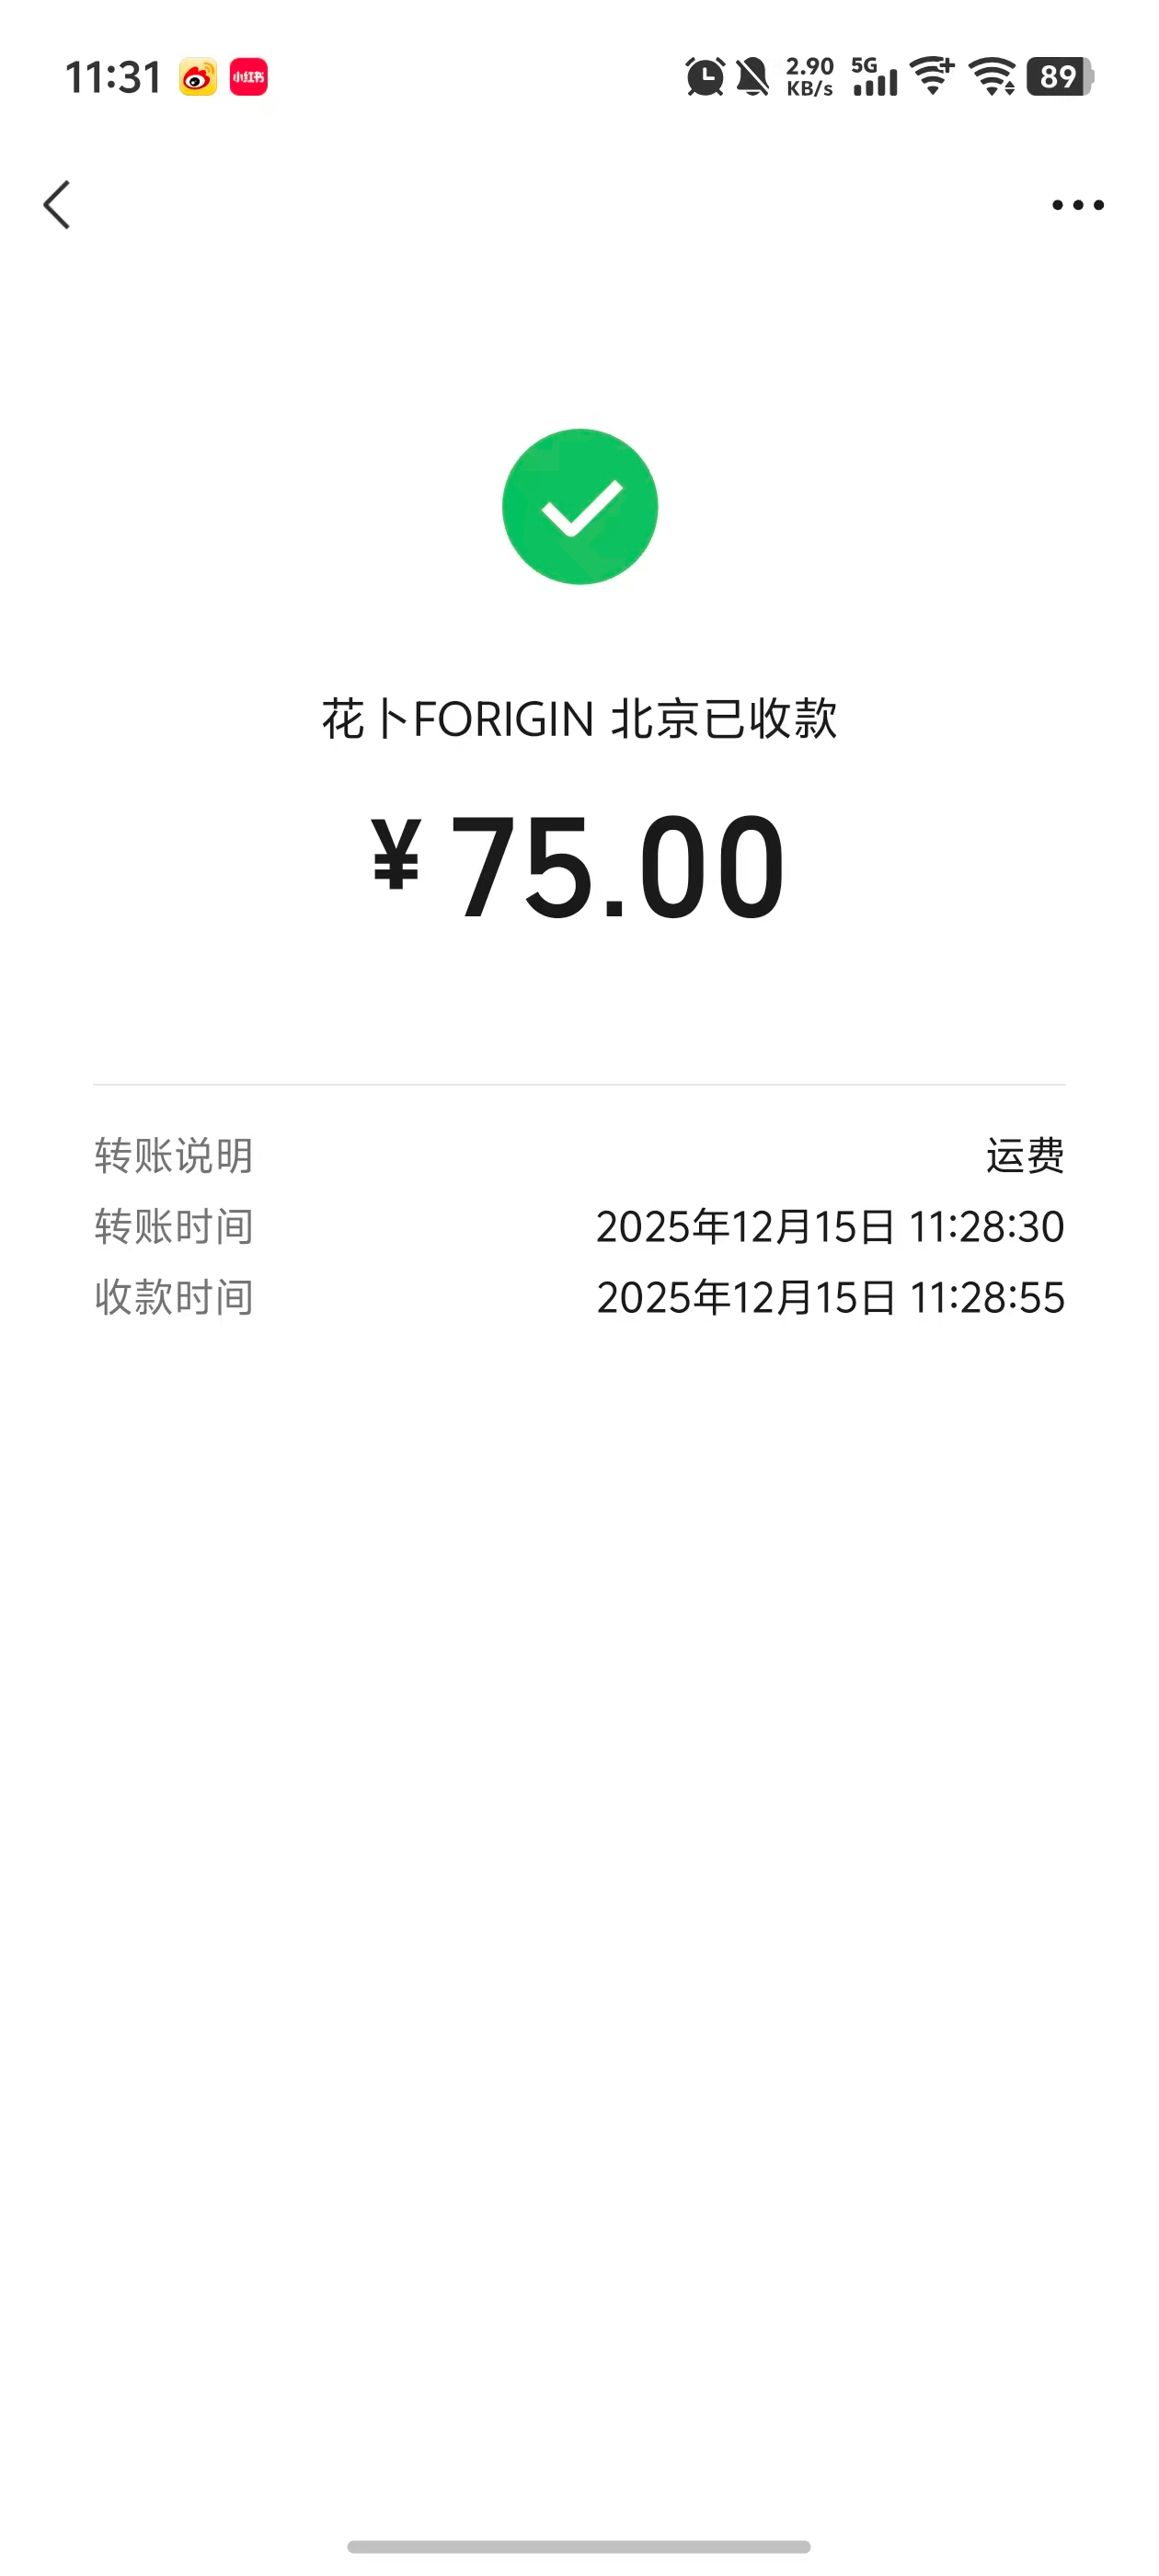 11:31 小红书 2.90 KB/s 5G 89
花卜FORIGIN 北京已收款
¥75.00
转账说明 运费
转账时间 2025年12月15日 11:28:30
收款时间 2025年12月15日 11:28:55